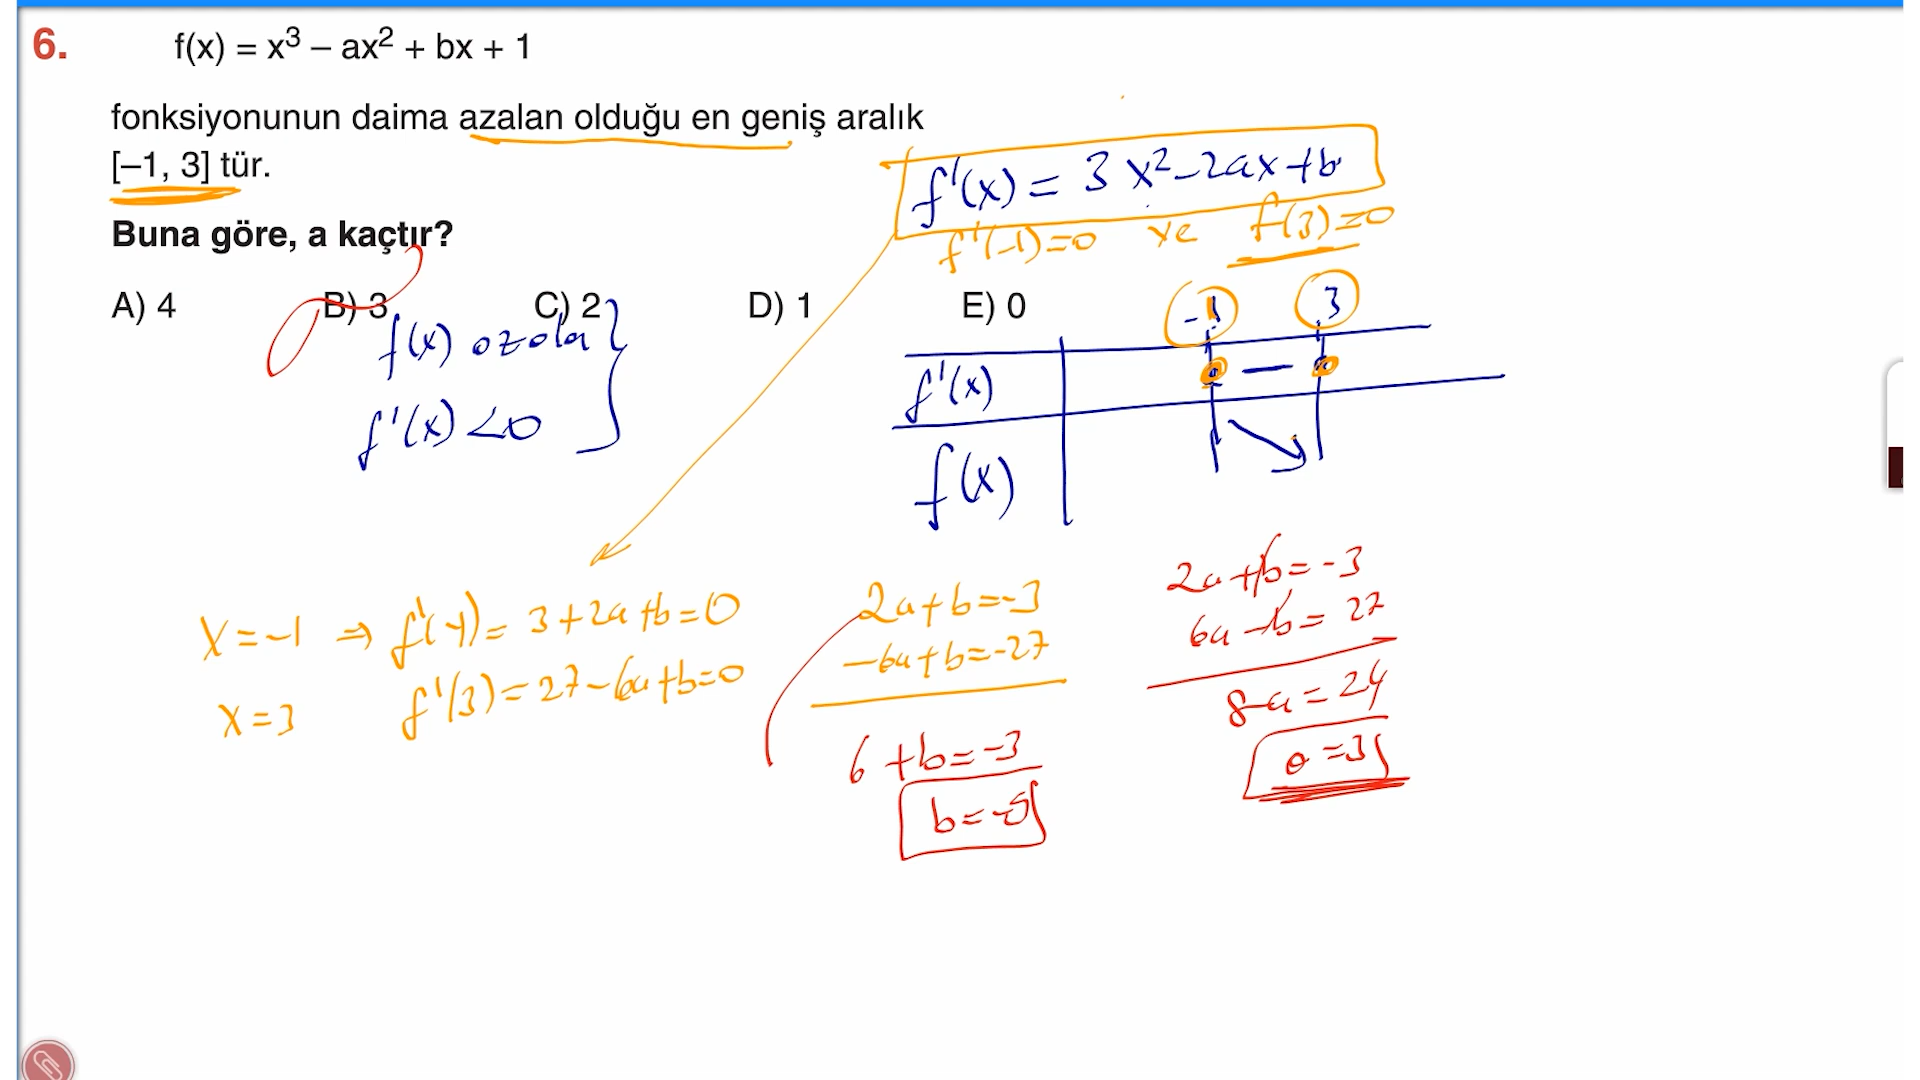 6. f(x) = x³ – ax² + bx + 1
fonksiyonunun daima azalan olduğu en geniş aralık
[–1, 3] tür.
Buna göre, a kaçtır?
A) 4 B) 3 C) 2 D) 1 E) 0
f'(x) = 3x²-2ax+b
f'(-1)=0 ve f(3)=0
f(x) azalan
f'(x)<0
-1 3
f'(x) –
f(x)
x=-1 ⇒ f'(-1)= 3+2a+b=0
x=3 f'(3)=27-6a+b=0
2a+b=-3
-6a+b=-27
6+b=-3
b=-9
2a+b=-3
6a-b=27
8a=24
a=3